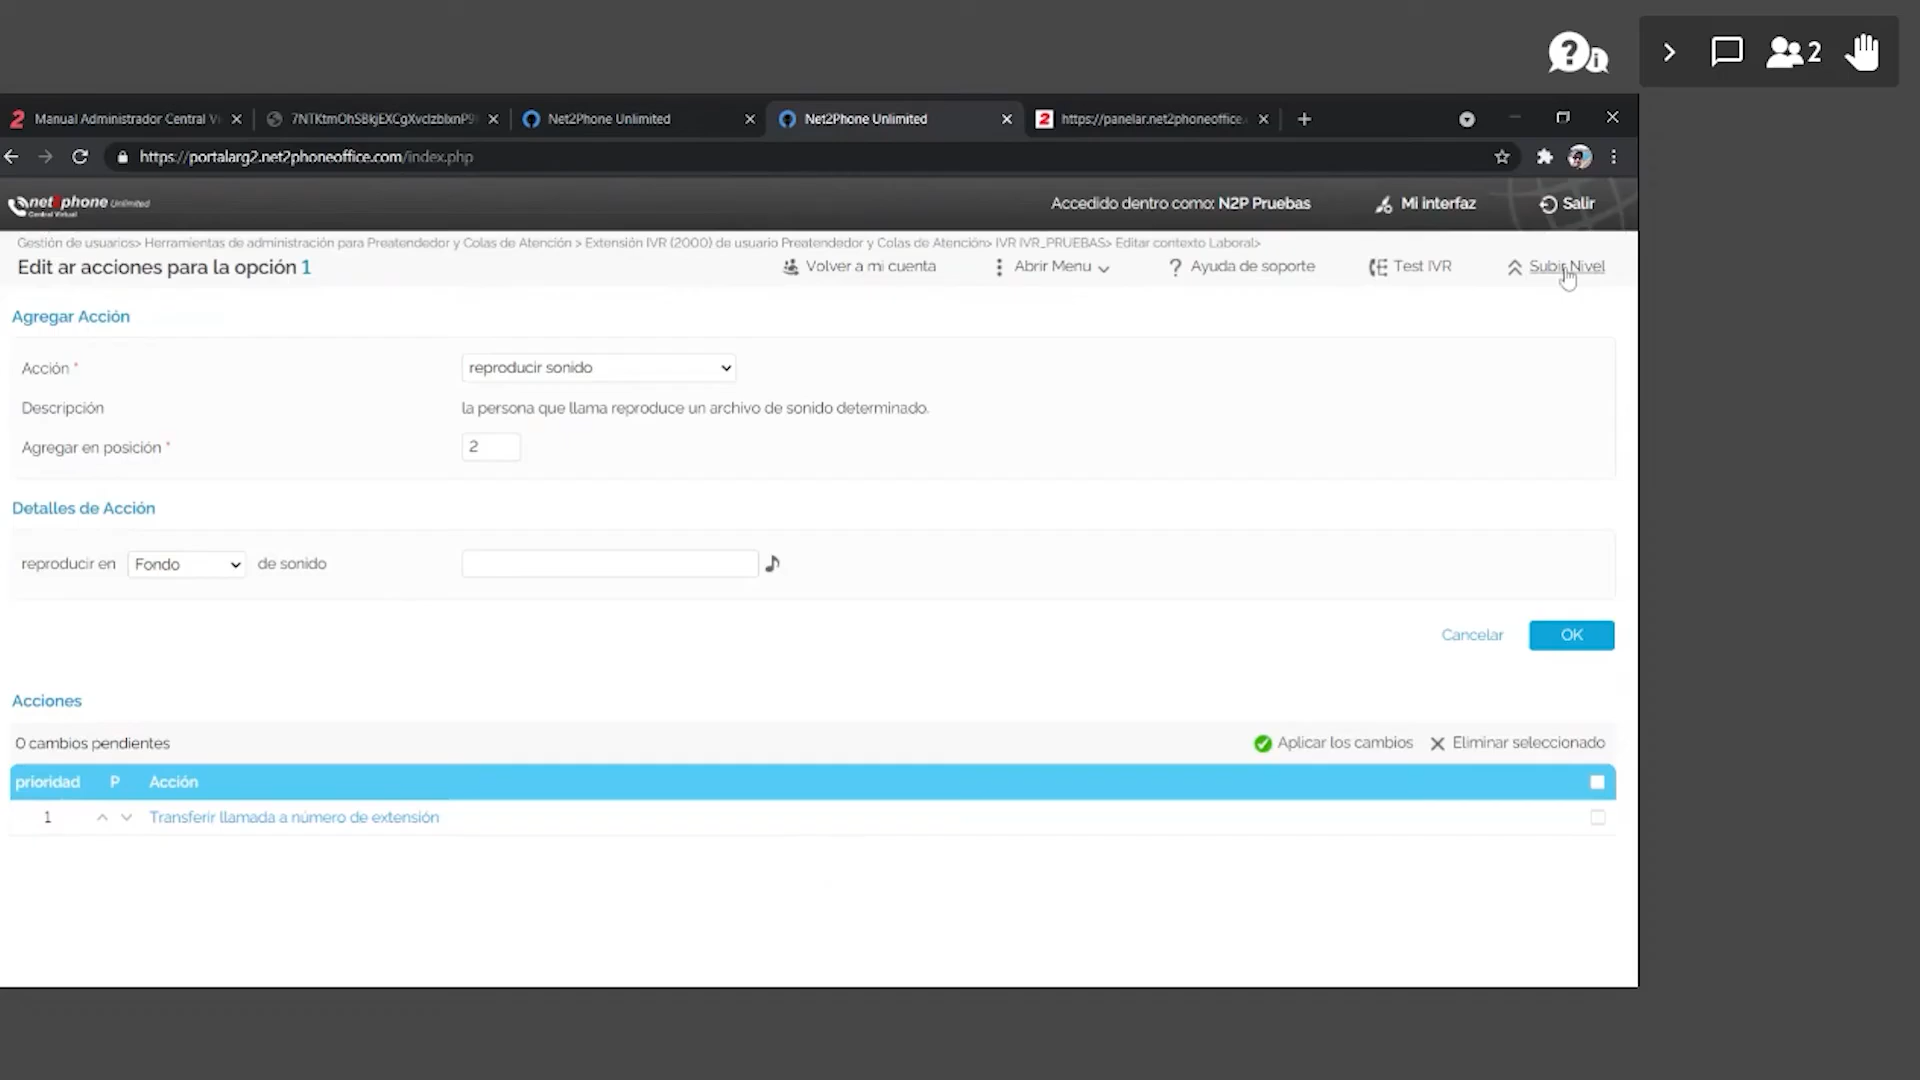 2
Manual Administrador Central Vi
7NTKtmOhSBkjEXCgXvcIzbIxnP9
Net2Phone Unlimited
Net2Phone Unlimited
https://panelar.net2phoneoffice.
https://portalarg2.net2phoneoffice.com/index.php
net2phone Unlimited
Central Virtual
Accedido dentro como: N2P Pruebas
Mi interfaz
Salir
Gestión de usuarios> Herramientas de administración para Preatendedor y Colas de Atención > Extensión IVR (2000) de usuario Preatendedor y Colas de Atención> IVR IVR_PRUEBAS> Editar contexto Laboral>
Edit ar acciones para la opción 1
Volver a mi cuenta
Abrir Menu
Ayuda de soporte
Test IVR
Subir Nivel
Agregar Acción
Acción *
reproducir sonido
Descripción
la persona que llama reproduce un archivo de sonido determinado.
Agregar en posición *
2
Detalles de Acción
reproducir en
Fondo
de sonido
Cancelar
OK
Acciones
0 cambios pendientes
Aplicar los cambios
Eliminar seleccionado
prioridad P Acción
1 Transferir llamada a número de extensión